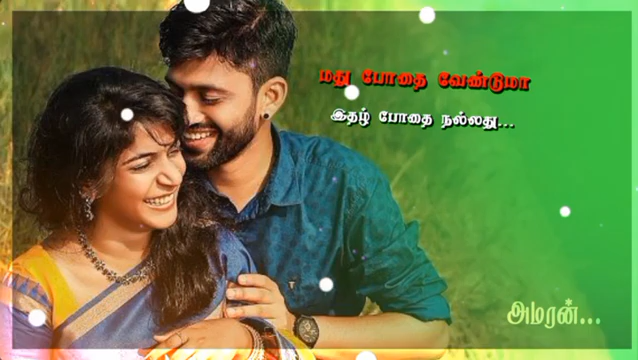 மது போதை வேண்டுமா
இதழ் போதை நல்லது...
அமரன்...